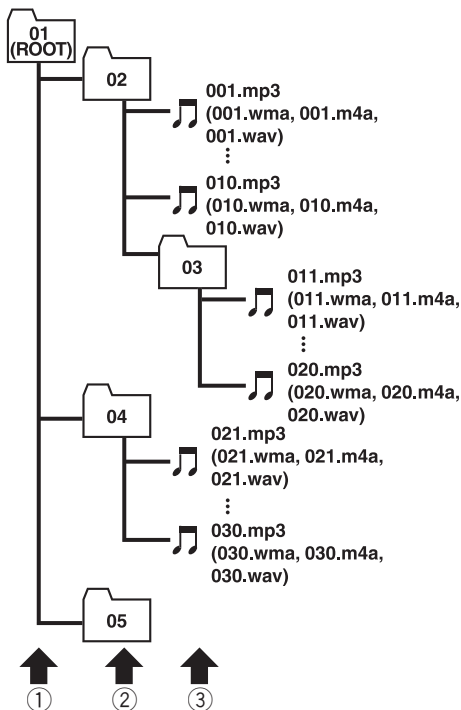 01
(ROOT)
02
001.mp3
(001.wma, 001.m4a,
001.wav)
⋮
010.mp3
(010.wma, 010.m4a,
010.wav)
03
011.mp3
(011.wma, 011.m4a,
011.wav)
⋮
020.mp3
(020.wma, 020.m4a,
020.wav)
04
021.mp3
(021.wma, 021.m4a,
021.wav)
⋮
030.mp3
(030.wma, 030.m4a,
030.wav)
05
① ② ③